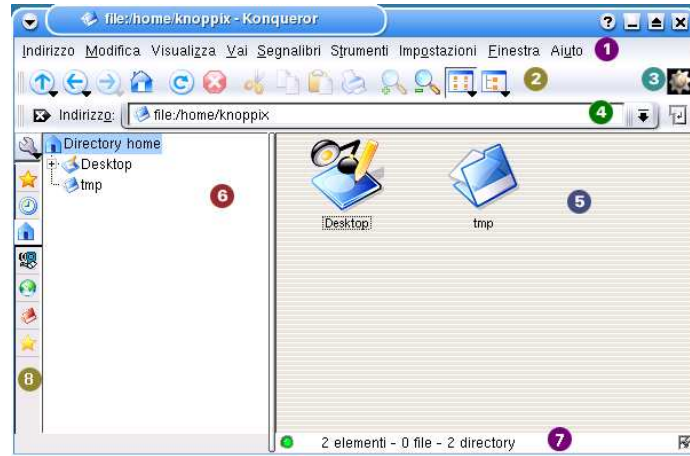 file:/home/knoppix - Konqueror
Indirizzo Modifica Visualizza Vai Segnalibri Strumenti Impostazioni Finestra Aiuto 1
2 3
Indirizzo: file:/home/knoppix 4
Directory home
Desktop
tmp
6
Desktop tmp 5
8
2 elementi - 0 file - 2 directory 7